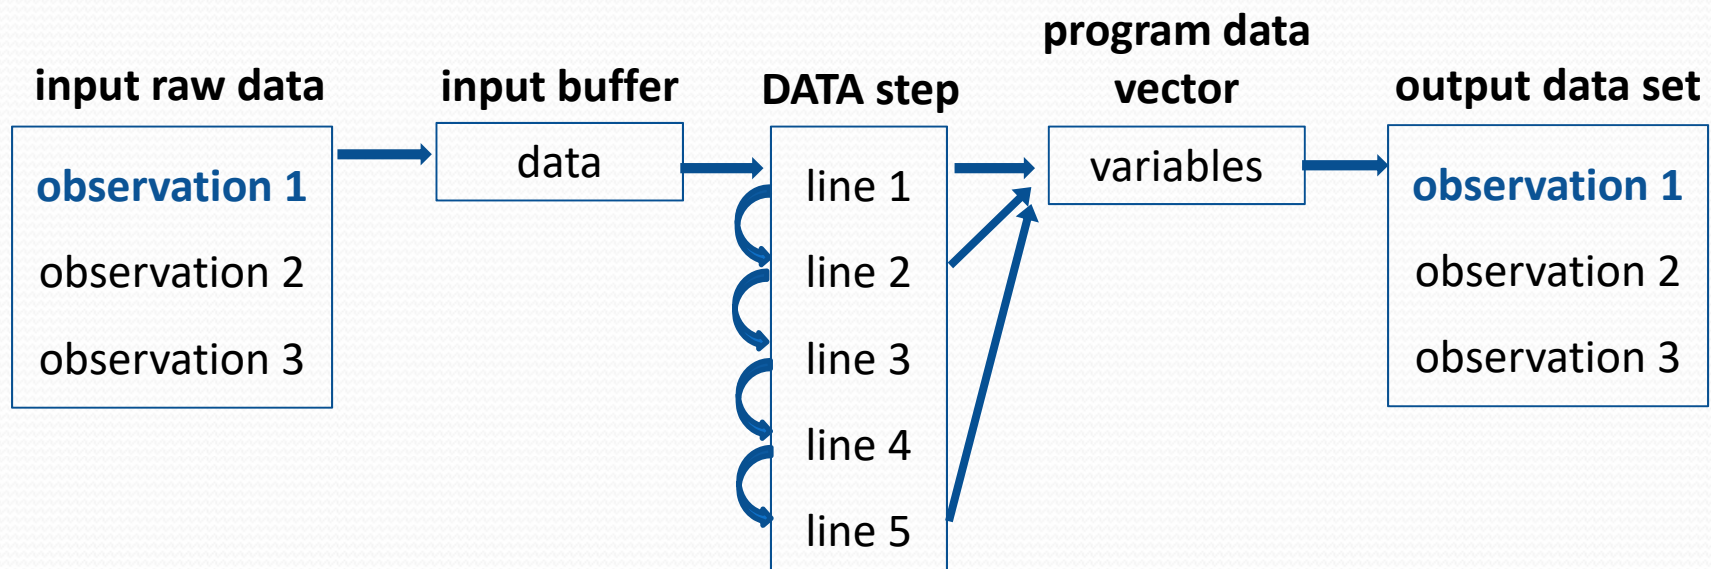 input raw data
observation 1
observation 2
observation 3
input buffer
data
DATA step
line 1
line 2
line 3
line 4
line 5
program data
vector
variables
output data set
observation 1
observation 2
observation 3